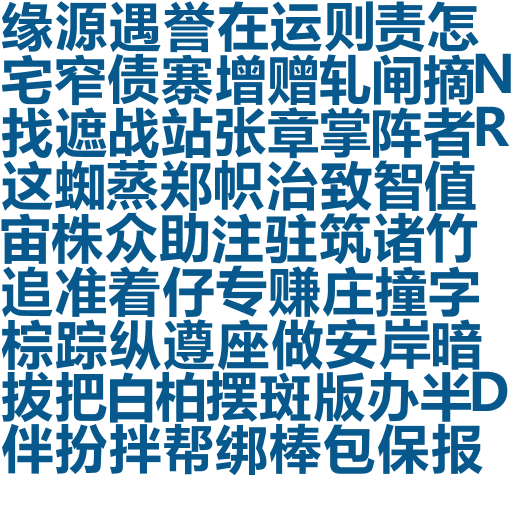 缘源遇誉在运则责怎
宅窄债寨增赠轧闸摘N
找遮战站张章掌阵者R
这蜘蒸郑帜治致智值
宙株众助注驻筑诸竹
追准着仔专赚庄撞字
棕踪纵遵座做安岸暗
拔把白柏摆斑版办半D
伴扮拌帮绑棒包保报